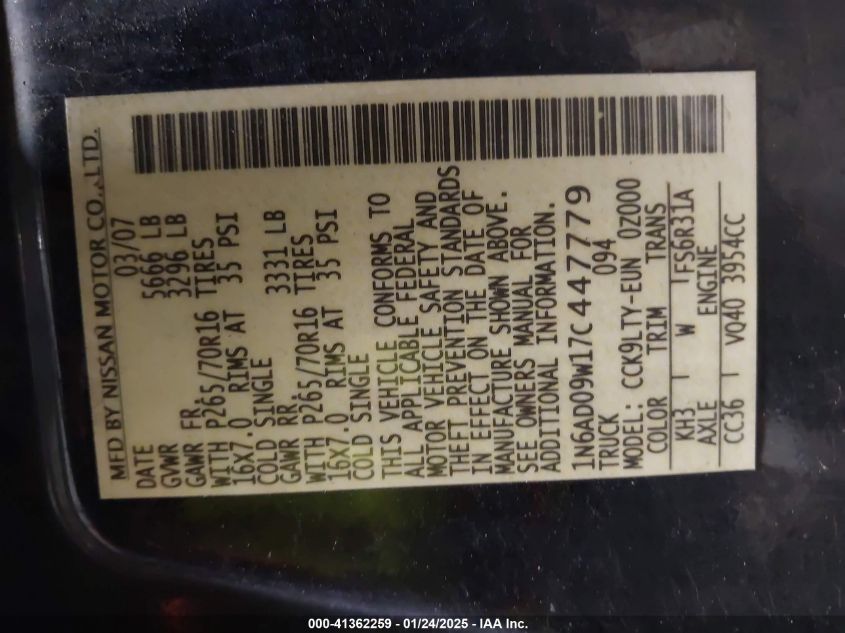 MFD BY NISSAN MOTOR CO.,LTD.
DATE 03/07
GVWR 5666 LB
GAWR FR. 3296 LB
WITH P265/70R16 TIRES
16X7.0 RIMS AT 35 PSI
COLD SINGLE
GAWR RR. 3331 LB
WITH P265/70R16 TIRES
16X7.0 RIMS AT 35 PSI
COLD SINGLE
THIS VEHICLE CONFORMS TO
ALL APPLICABLE FEDERAL
MOTOR VEHICLE SAFETY AND
THEFT PREVENTION STANDARDS
IN EFFECT ON THE DATE OF
MANUFACTURE SHOWN ABOVE.
SEE OWNERS MANUAL FOR
ADDITIONAL INFORMATION.
1N6AD09W17C447779
TRUCK 094
MODEL: CCK9LTY-EUN 02000
COLOR TRIM TRANS
KH3 W FS6R31A
AXLE ENGINE
CC36 VQ40 3954CC
000-41362259 - 01/24/2025 - IAA Inc.